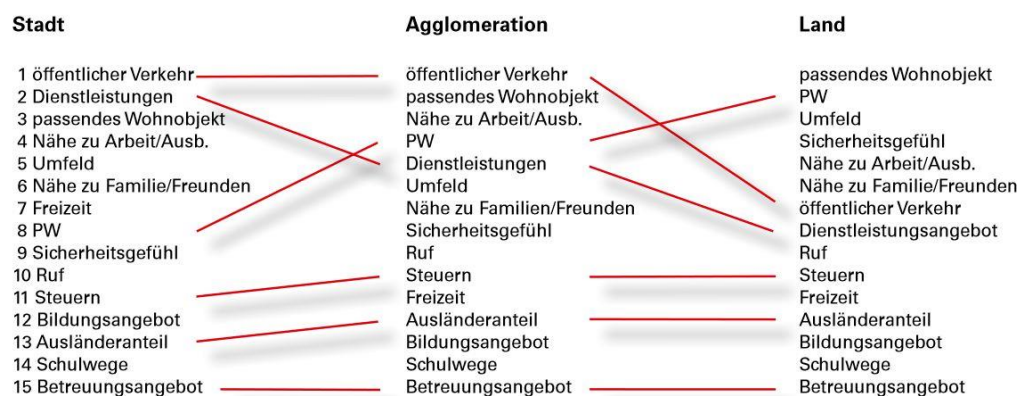 Stadt
1 öffentlicher Verkehr
2 Dienstleistungen
3 passendes Wohnobjekt
4 Nähe zu Arbeit/Ausb.
5 Umfeld
6 Nähe zu Familie/Freunden
7 Freizeit
8 PW
9 Sicherheitsgefühl
10 Ruf
11 Steuern
12 Bildungsangebot
13 Ausländeranteil
14 Schulwege
15 Betreuungsangebot
Agglomeration
öffentlicher Verkehr
passendes Wohnobjekt
Nähe zu Arbeit/Ausb.
PW
Dienstleistungen
Umfeld
Nähe zu Familien/Freunden
Sicherheitsgefühl
Ruf
Steuern
Freizeit
Ausländeranteil
Bildungsangebot
Schulwege
Betreuungsangebot
Land
passendes Wohnobjekt
PW
Umfeld
Sicherheitsgefühl
Nähe zu Arbeit/Ausb.
Nähe zu Familie/Freunden
öffentlicher Verkehr
Dienstleistungsangebot
Ruf
Steuern
Freizeit
Ausländeranteil
Bildungsangebot
Schulwege
Betreuungsangebot